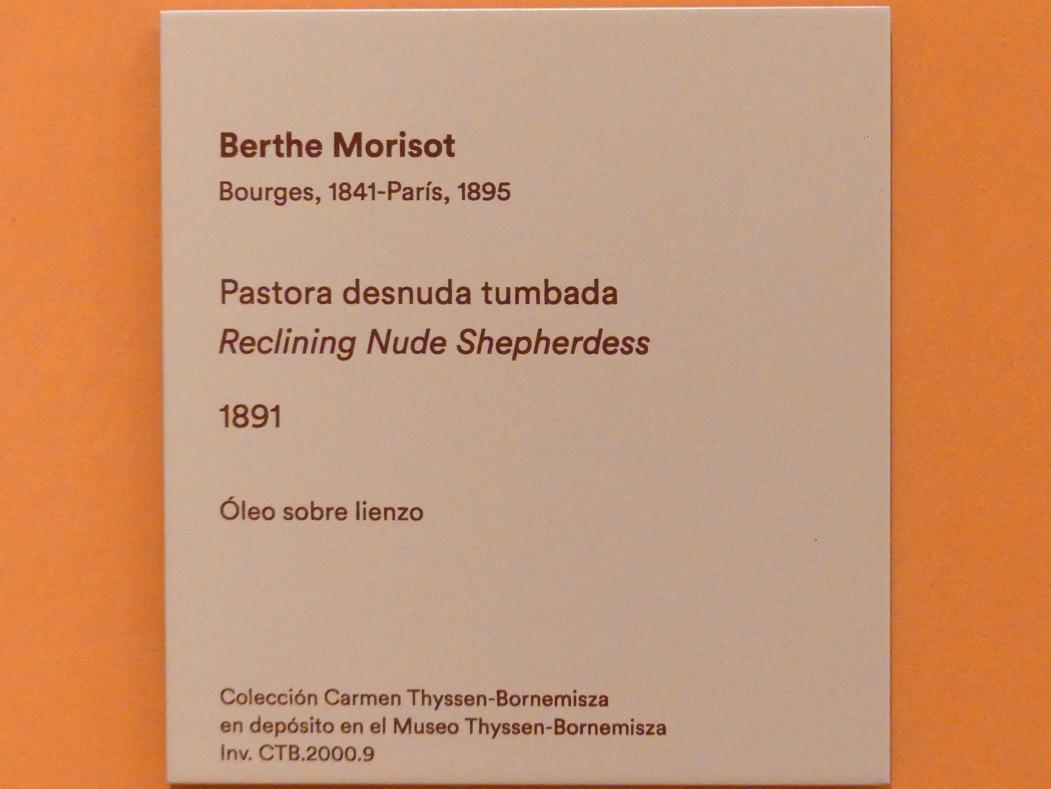 Berthe Morisot
Bourges, 1841-París, 1895
Pastora desnuda tumbada
Reclining Nude Shepherdess
1891
Óleo sobre lienzo
Colección Carmen Thyssen-Bornemisza
en depósito en el Museo Thyssen-Bornemisza
Inv. CTB.2000.9